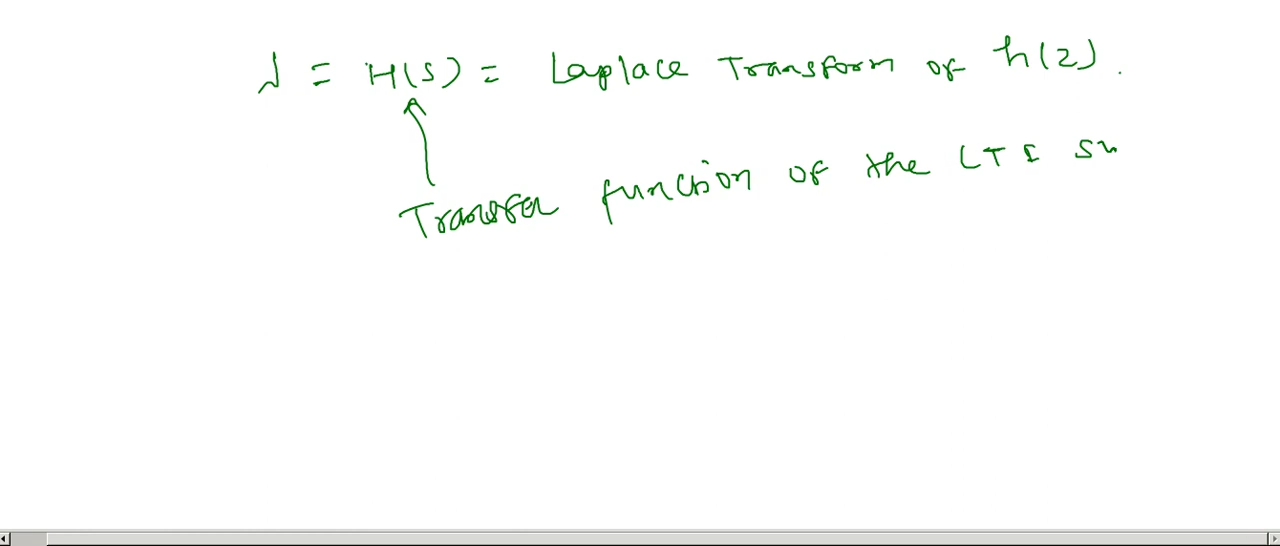 λ = H(s) = Laplace Transform of h(z).
Transfer function of the LTI